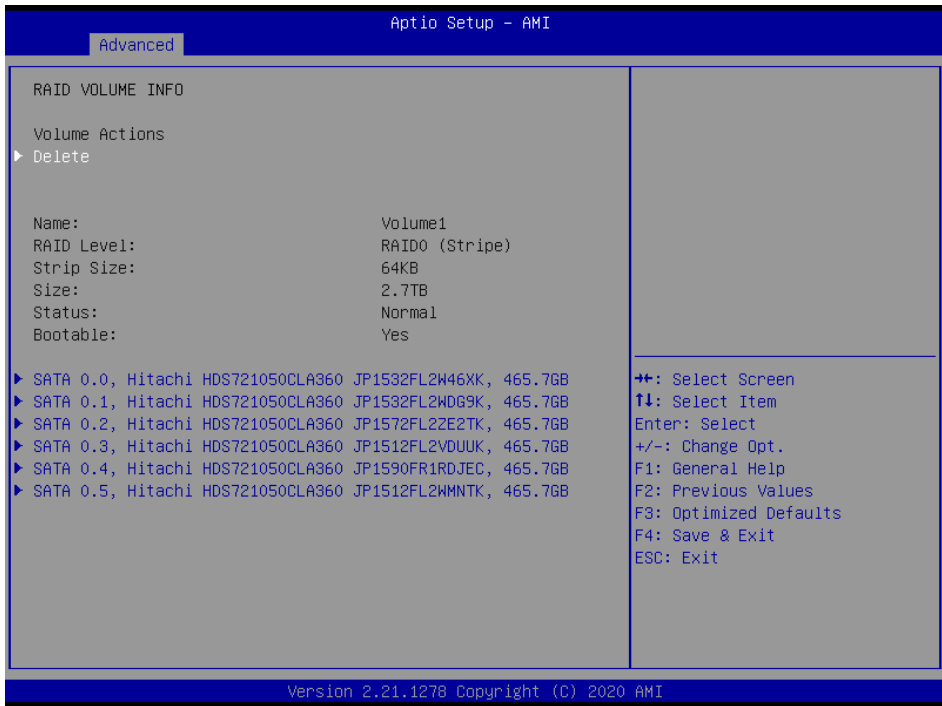 Aptio Setup - AMI
Advanced
RAID VOLUME INFO
Volume Actions
Delete
Name: Volume1
RAID Level: RAID0 (Stripe)
Strip Size: 64KB
Size: 2.7TB
Status: Normal
Bootable: Yes
SATA 0.0, Hitachi HDS721050CLA360 JP1532FL2W46XK, 465.7GB
SATA 0.1, Hitachi HDS721050CLA360 JP1532FL2WDG9K, 465.7GB
SATA 0.2, Hitachi HDS721050CLA360 JP1572FL2ZE2TK, 465.7GB
SATA 0.3, Hitachi HDS721050CLA360 JP1512FL2VDUUK, 465.7GB
SATA 0.4, Hitachi HDS721050CLA360 JP1590FR1RDJEC, 465.7GB
SATA 0.5, Hitachi HDS721050CLA360 JP1512FL2WMNTK, 465.7GB
→←: Select Screen
↑↓: Select Item
Enter: Select
+/-: Change Opt.
F1: General Help
F2: Previous Values
F3: Optimized Defaults
F4: Save & Exit
ESC: Exit
Version 2.21.1278 Copyright (C) 2020 AMI